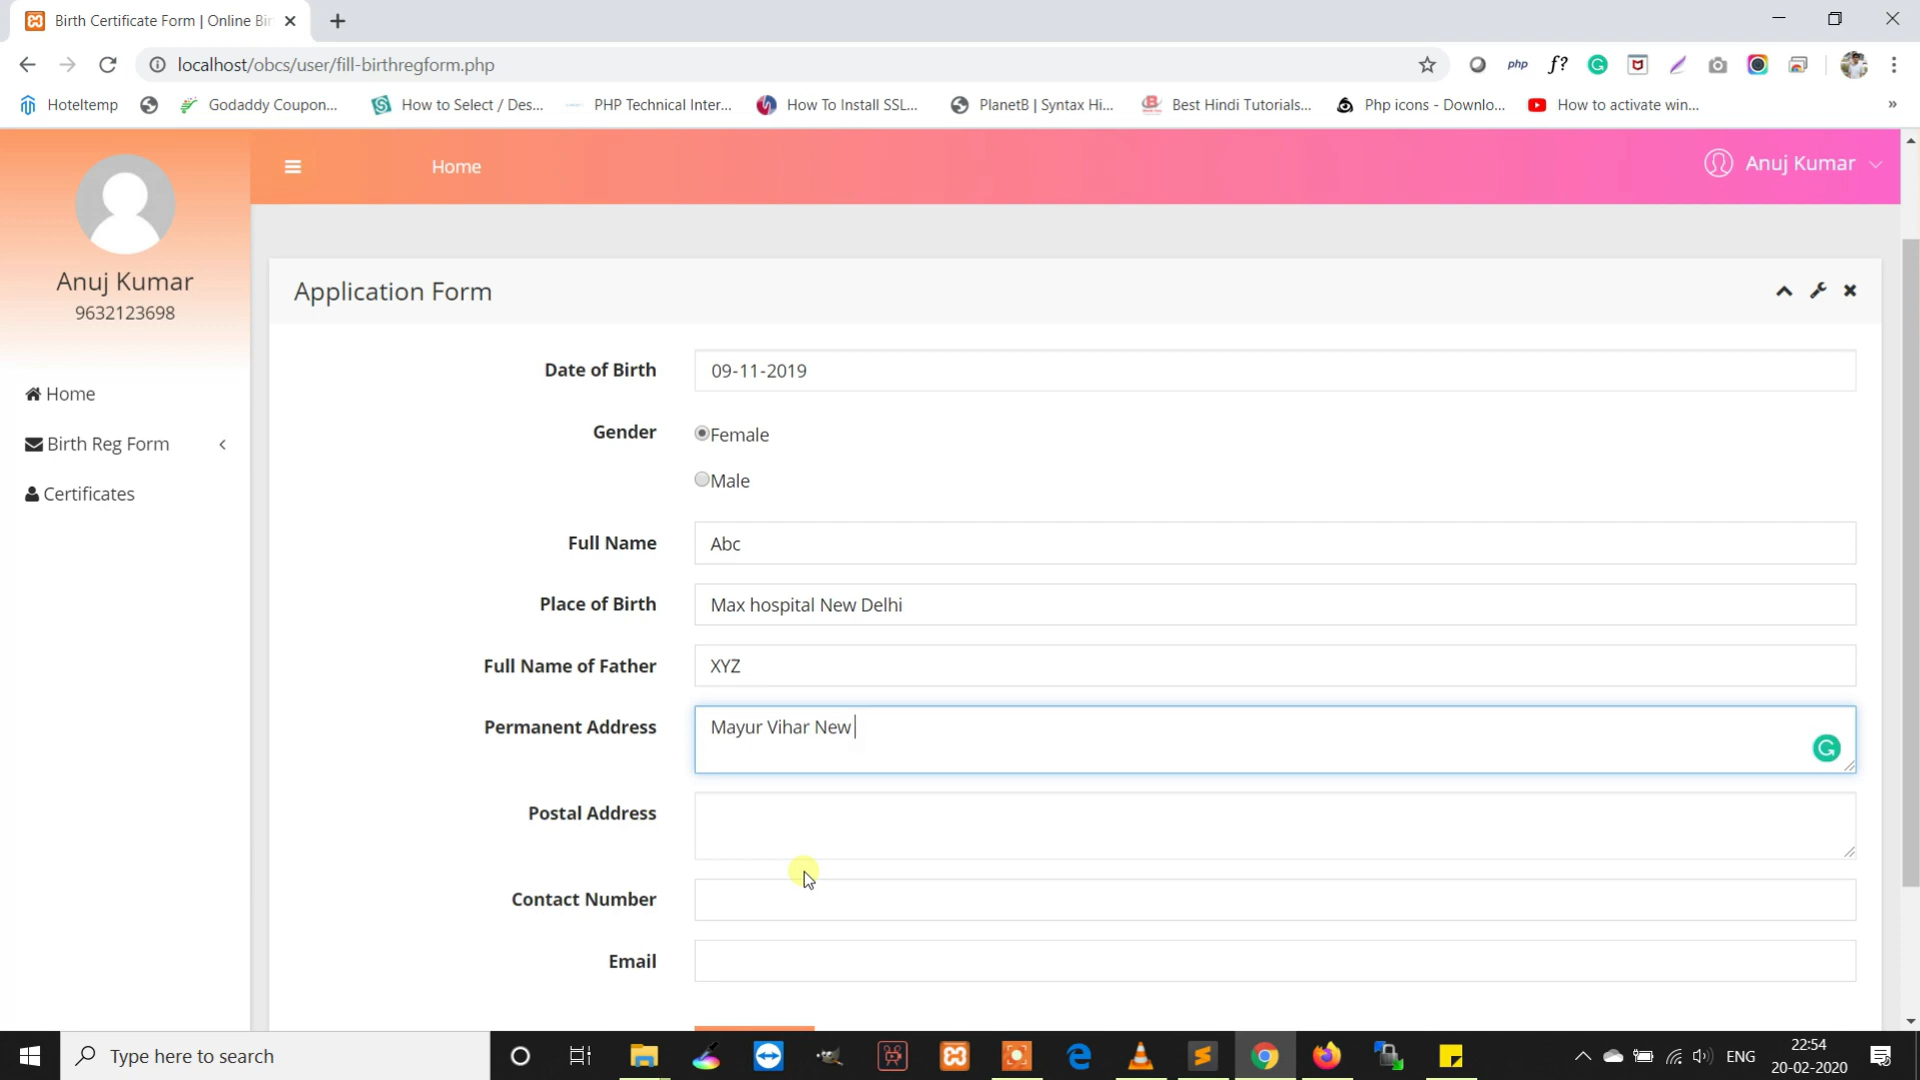 Birth Certificate Form | Online Bir
localhost/obcs/user/fill-birthregform.php
php
f?
Hoteltemp
Godaddy Coupon...
How to Select / Des...
PHP Technical Inter...
How To Install SSL...
PlanetB | Syntax Hi...
Best Hindi Tutorials...
Php icons - Downlo...
How to activate win...
»
Home
Anuj Kumar
Anuj Kumar
9632123698
Home
Birth Reg Form
Certificates
Application Form
Date of Birth
09-11-2019
Gender
Female
Male
Full Name
Abc
Place of Birth
Max hospital New Delhi
Full Name of Father
XYZ
Permanent Address
Mayur Vihar New
Postal Address
Contact Number
Email
Type here to search
ENG
22:54
20-02-2020